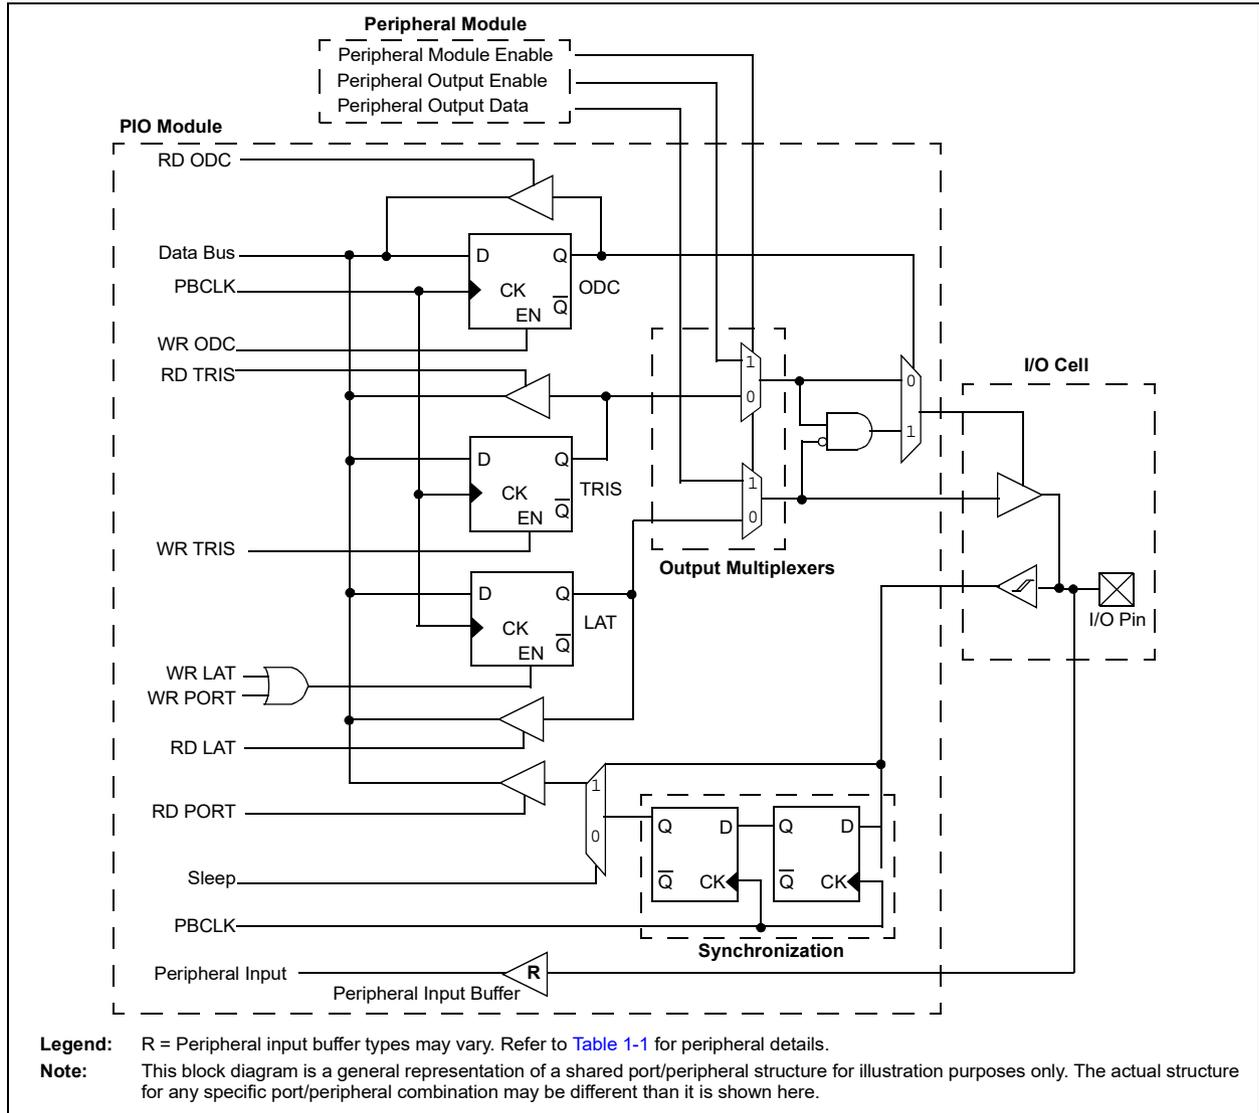 Peripheral Module
Peripheral Module Enable
Peripheral Output Enable
Peripheral Output Data
PIO Module
RD ODC
Data Bus
D
Q
PBCLK
CK
Q̅
ODC
EN
WR ODC
RD TRIS
1
0
0
1
I/O Cell
D
Q
CK
Q̅
TRIS
EN
WR TRIS
1
0
Output Multiplexers
D
Q
CK
Q̅
LAT
EN
I/O Pin
WR LAT
WR PORT
RD LAT
RD PORT
1
0
Q
D
Q
D
Q̅
CK
Q̅
CK
Sleep
PBCLK
Synchronization
Peripheral Input
R
Peripheral Input Buffer
Legend: R = Peripheral input buffer types may vary. Refer to Table 1-1 for peripheral details.
Note: This block diagram is a general representation of a shared port/peripheral structure for illustration purposes only. The actual structure
for any specific port/peripheral combination may be different than it is shown here.